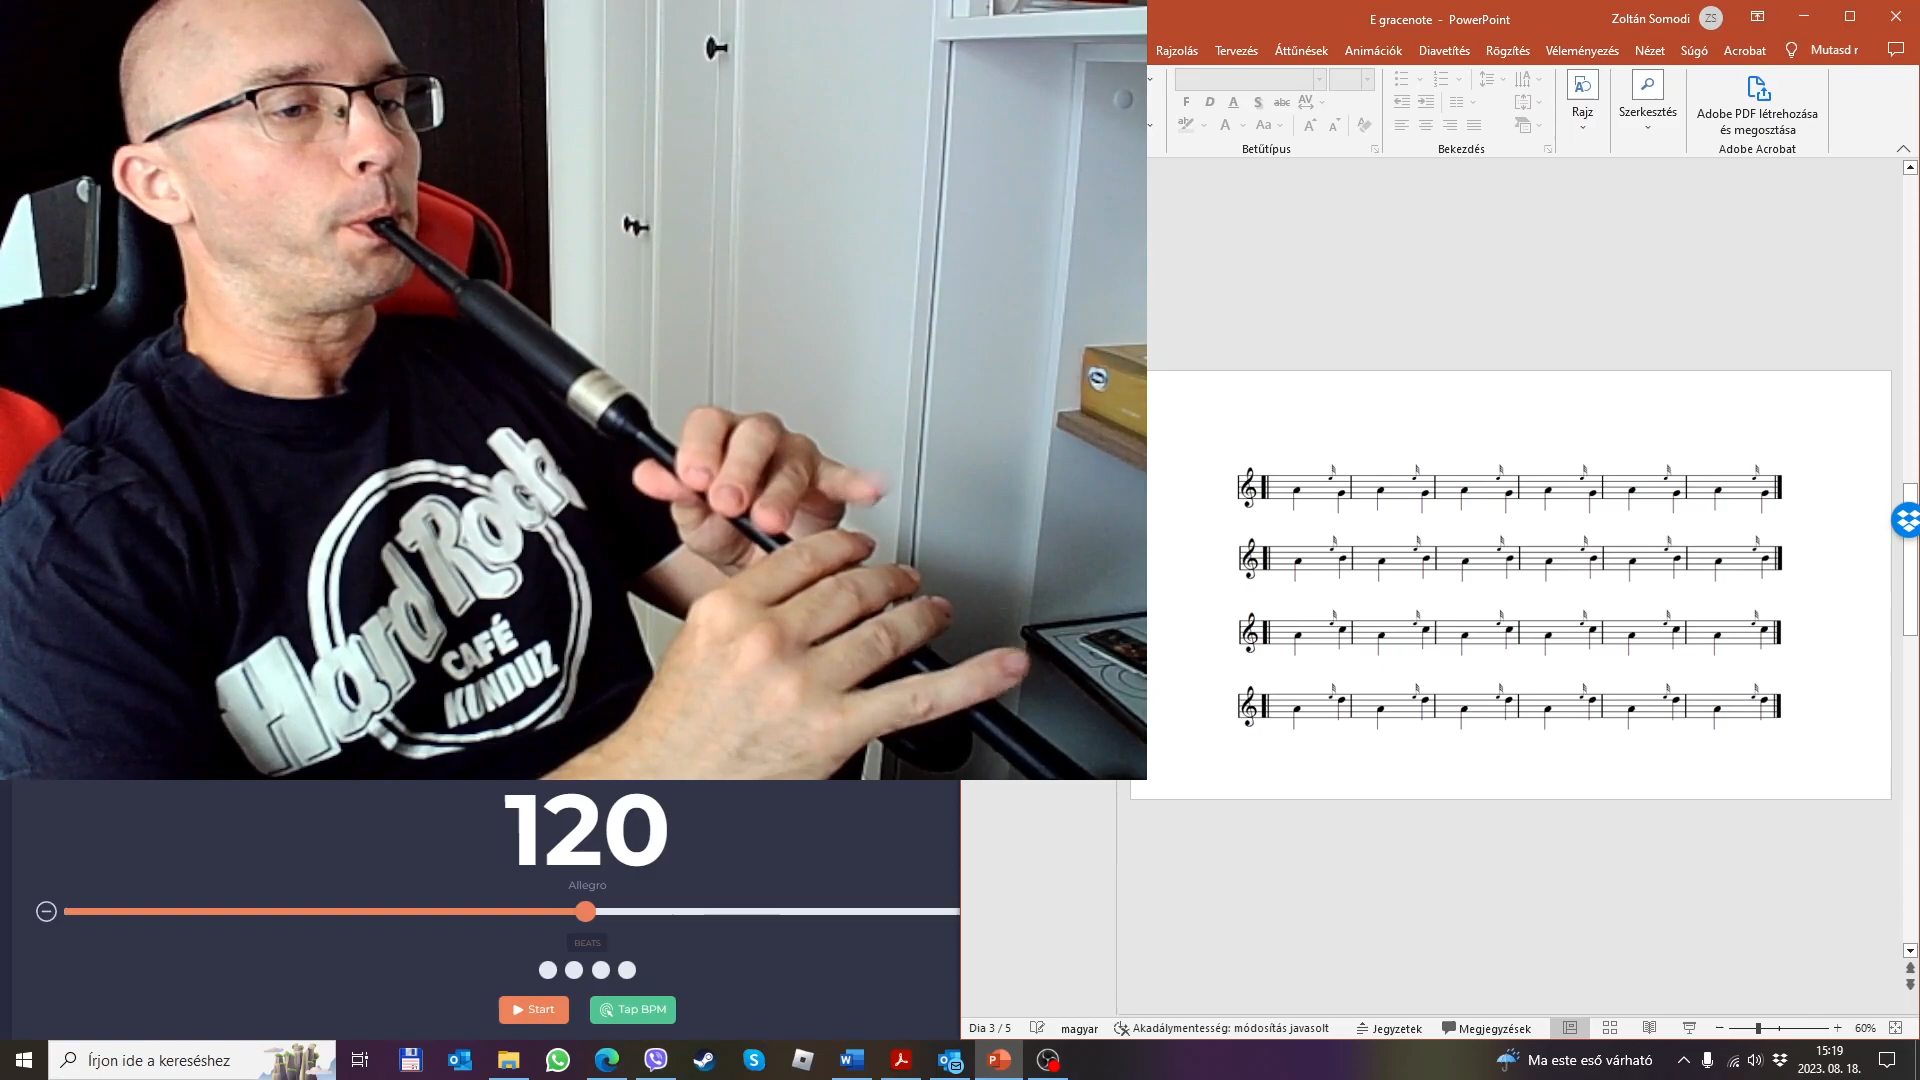 E gracenote - PowerPoint
Zoltán Somodi
ZS
Rajzolás Tervezés Áttűnések Animációk Diavetítés Rögzítés Véleményezés Nézet Súgó Acrobat Mutasd r
F D A S abc AV
A Aa A A
Rajz
Szerkesztés
Adobe PDF létrehozása
és megosztása
Betűtípus
Bekezdés
Adobe Acrobat
Hard Rock
CAFÉ
KUNDUZ
120
Allegro
BEATS
Start
Tap BPM
Dia 3 / 5 magyar Akadálymentesség: módosítás javasolt Jegyzetek Megjegyzések 60%
Írjon ide a kereséshez
Ma este eső várható
15:19
2023. 08. 18.